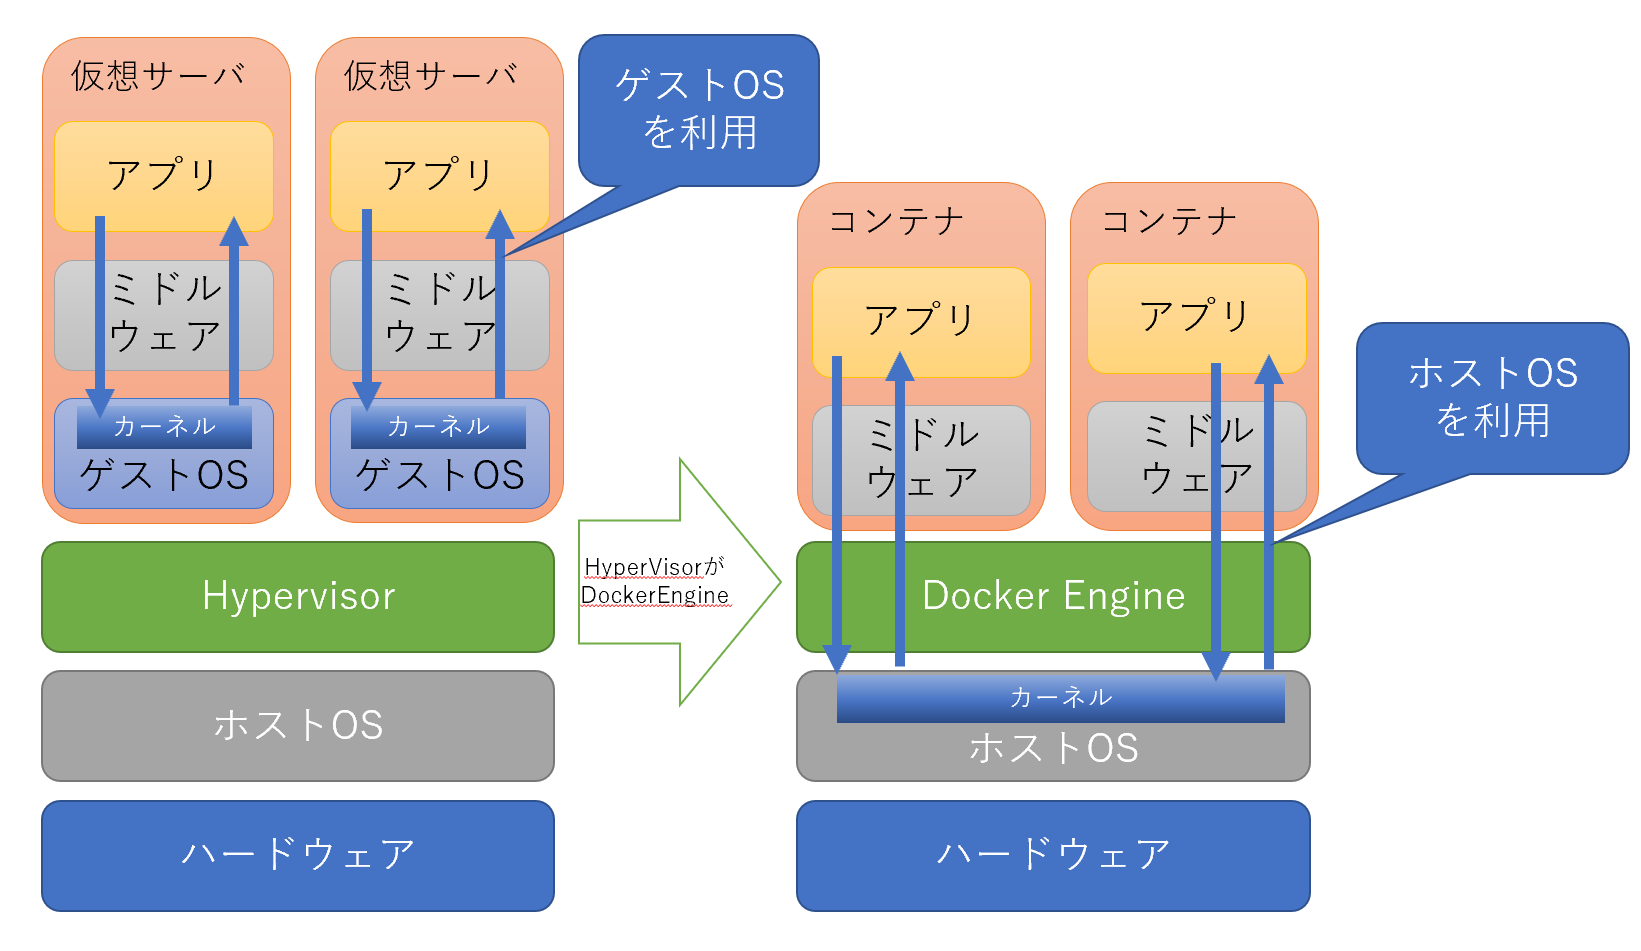 仮想サーバ
アプリ
ミドル
ウェア
カーネル
ゲストOS
仮想サーバ
アプリ
ミドル
ウェア
カーネル
ゲストOS
ゲストOS
を利用
Hypervisor
ホストOS
ハードウェア
HyperVisorが
DockerEngine
コンテナ
アプリ
ミドル
ウェア
コンテナ
アプリ
ミドル
ウェア
ホストOS
を利用
Docker Engine
カーネル
ホストOS
ハードウェア